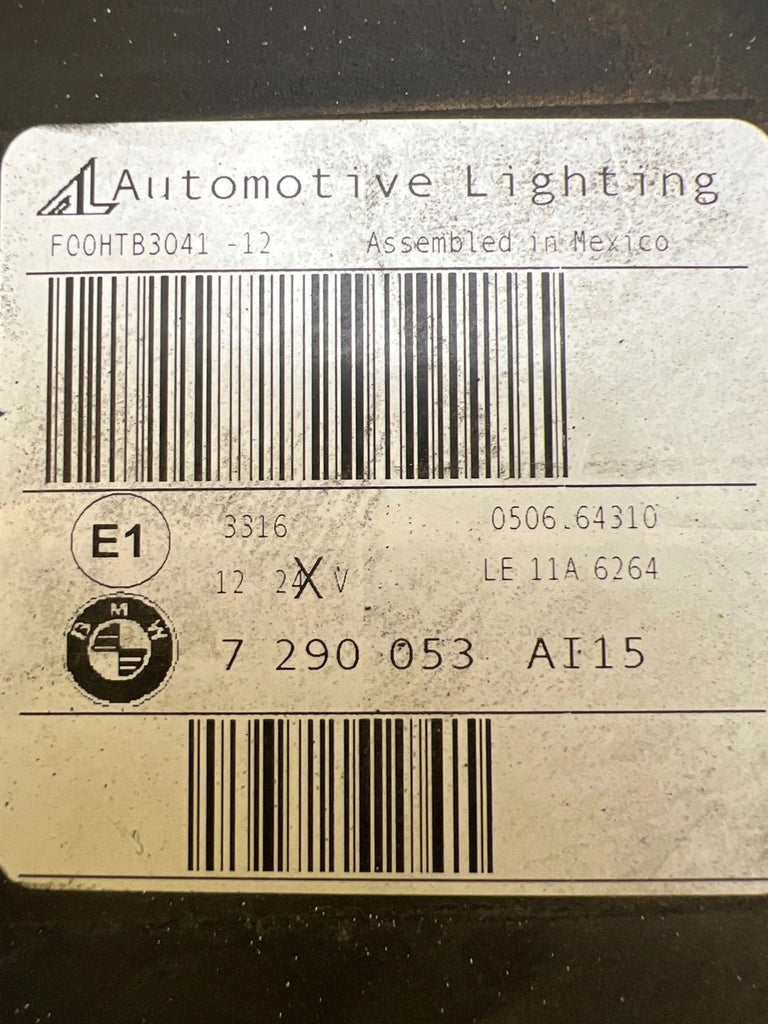 AL Automotive Lighting
F00HTB3041 -12 Assembled in Mexico
E1
3316 0506.64310
12 24 X V LE 11A 6264
BMW
7 290 053 AI15